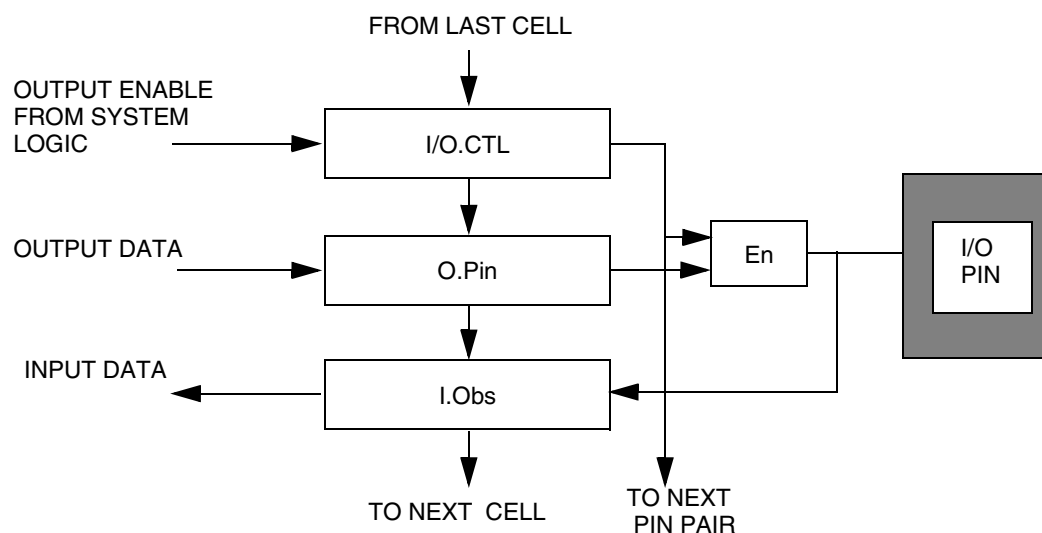 FROM LAST CELL
OUTPUT ENABLE
FROM SYSTEM
LOGIC
I/O.CTL
OUTPUT DATA
O.Pin
En
I/O
PIN
INPUT DATA
I.Obs
TO NEXT CELL
TO NEXT
PIN PAIR